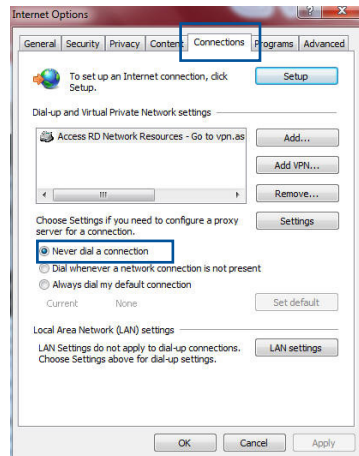 Internet Options
General Security Privacy Content Connections Programs Advanced
To set up an Internet connection, click
Setup.
Setup
Dial-up and Virtual Private Network settings
Access RD Network Resources - Go to vpn.as
Add...
Add VPN...
Remove...
Choose Settings if you need to configure a proxy
server for a connection.
Settings
Never dial a connection
Dial whenever a network connection is not present
Always dial my default connection
Current None
Set default
Local Area Network (LAN) settings
LAN Settings do not apply to dial-up connections.
Choose Settings above for dial-up settings.
LAN settings
OK Cancel Apply